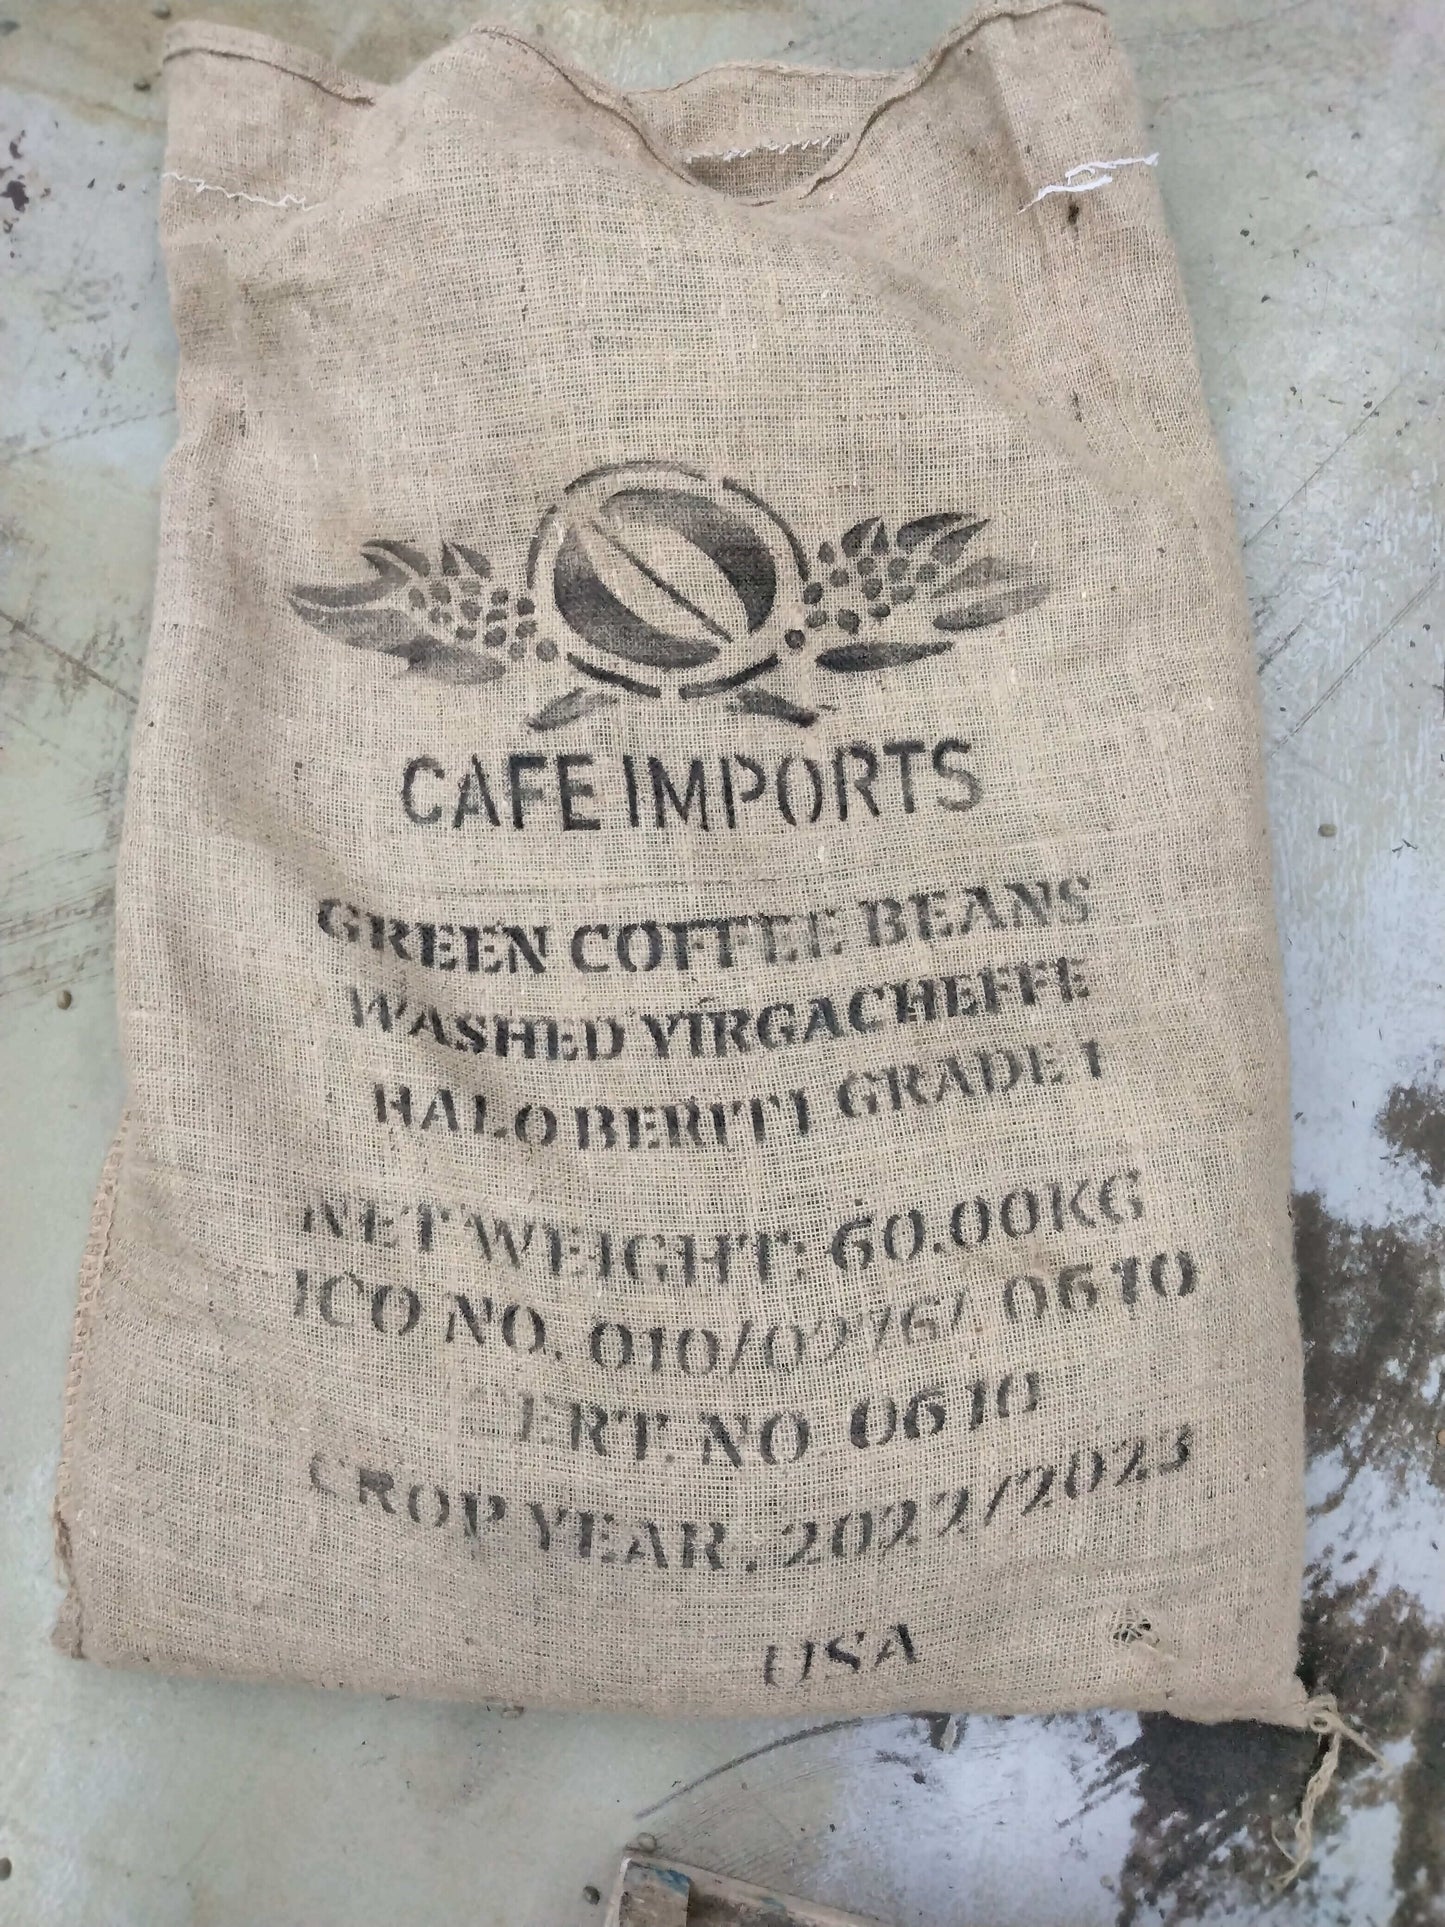 CAFE IMPORTS
GREEN COFFEE BEANS
WASHED YIRGACHEFFE
HALO BERITTI GRADE 1
NET WEIGHT: 60.00KG
ICO NO. 010/0276/ 0610
CERT. NO 0610
CROP YEAR, 2022/2023
USA